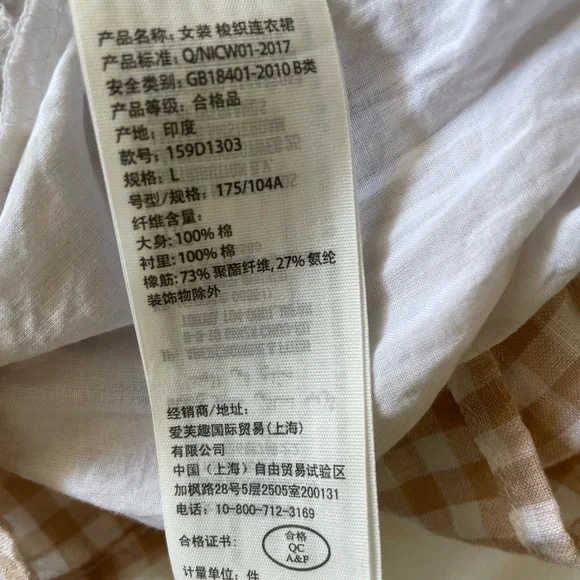 产品名称: 女装 梭织连衣裙
产品标准: Q/NICW01-2017
安全类别: GB18401-2010 B类
产品等级: 合格品
产地: 印度
款号: 159D1303
规格: L
号型/规格: 175/104A
纤维含量:
大身: 100% 棉
衬里: 100% 棉
橡筋: 73% 聚酯纤维, 27% 氨纶
装饰物除外
经销商/地址:
爱芙趣国际贸易(上海)
有限公司
中国（上海）自由贸易试验区
加枫路28号5层2505室200131
电话: 10-800-712-3169
合格证书:
合格
QC
A&F
计量单位: 件